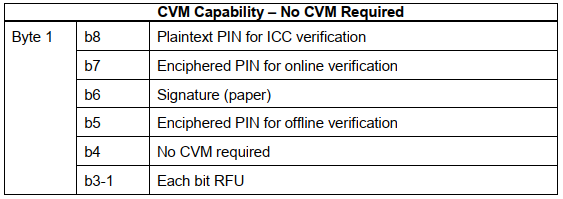 CVM Capability – No CVM Required
Byte 1 b8 Plaintext PIN for ICC verification
b7 Enciphered PIN for online verification
b6 Signature (paper)
b5 Enciphered PIN for offline verification
b4 No CVM required
b3-1 Each bit RFU